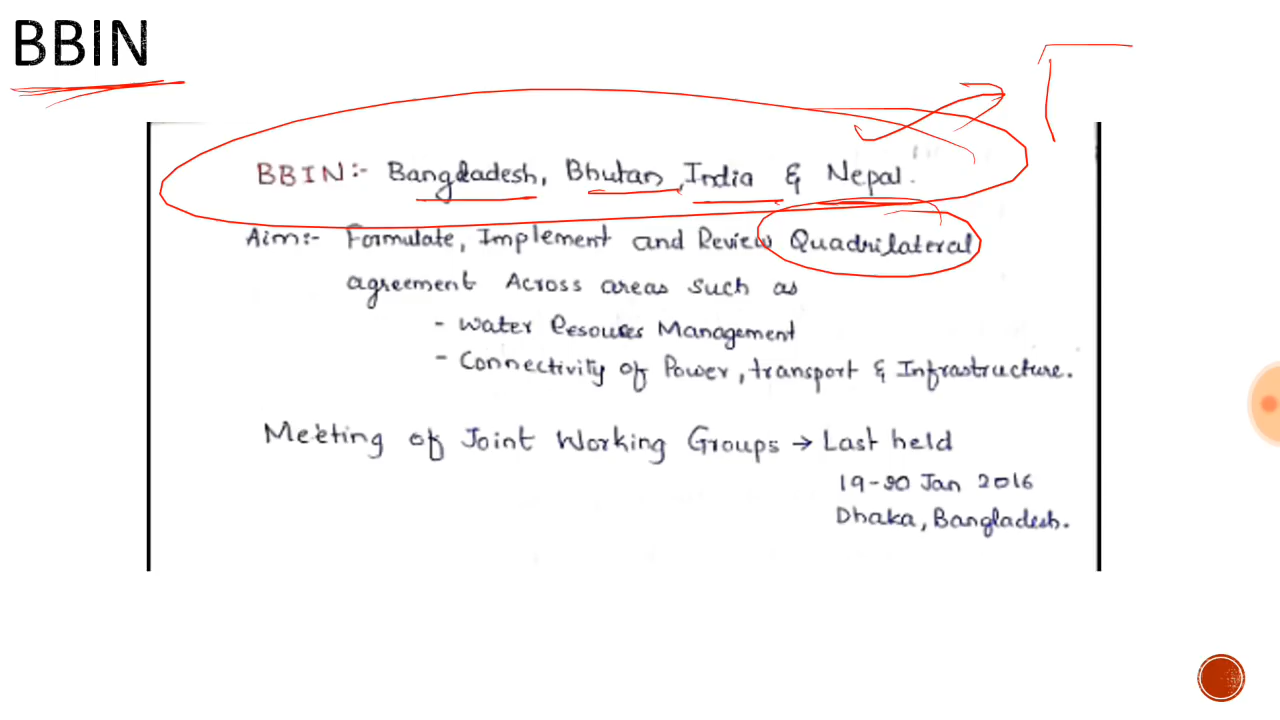 BBIN
BBIN:- Bangladesh, Bhutan, India & Nepal.
Aim:- Formulate, Implement and Review Quadrilateral
agreement Across areas such as
- Water Resources Management
- Connectivity of Power, transport & Infrastructure.
Meeting of Joint Working Groups → Last held
19-20 Jan 2016
Dhaka, Bangladesh.